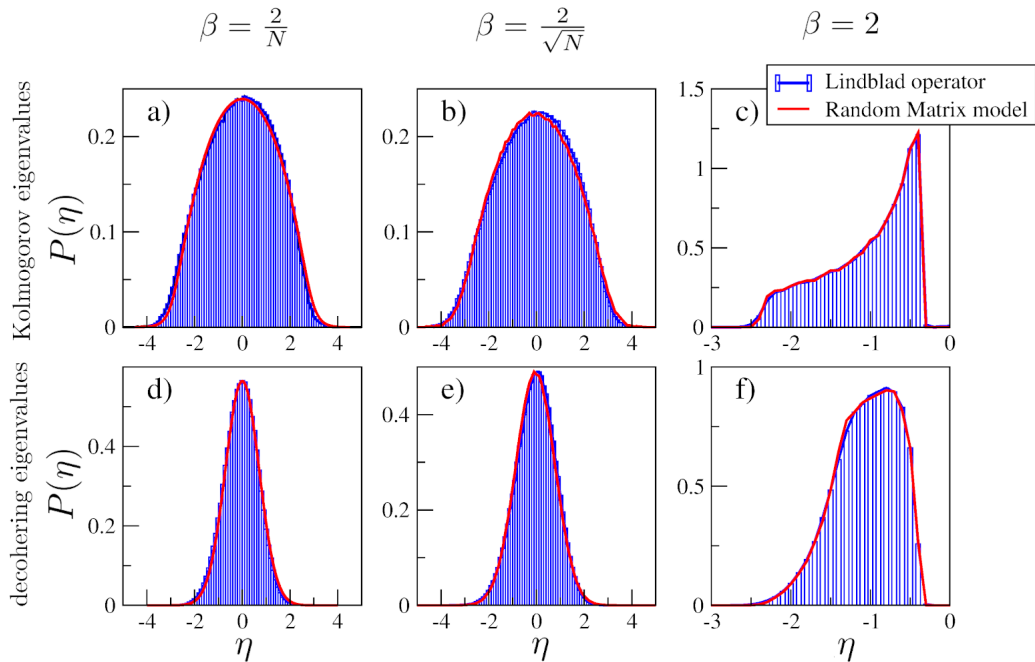 β = 2/N
β = 2/√N
β = 2
Lindblad operator
Random Matrix model
Kolmogorov eigenvalues
P(η)
a)
0.2
0.1
0
-4 -2 0 2 4
b)
0.2
0.1
0
-4 -2 0 2 4
c)
1.5
1
0.5
0
-3 -2 -1 0
decohering eigenvalues
P(η)
d)
0.4
0.2
0
-4 -2 0 2 4
η
e)
0.4
0.2
0
-4 -2 0 2 4
η
f)
1
0.5
0
-3 -2 -1 0
η